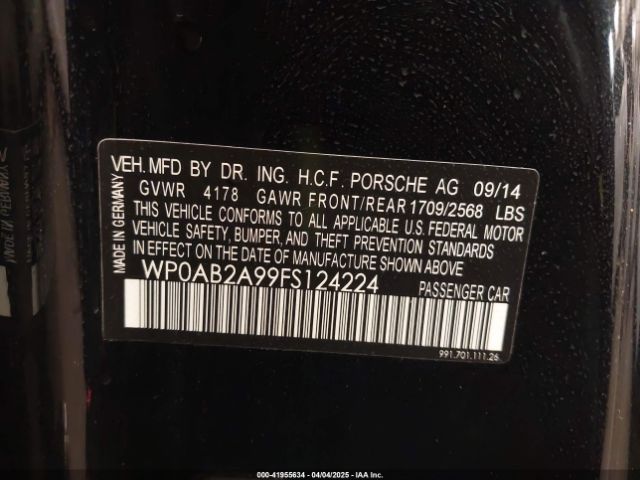 VEH. MFD BY DR. ING. H.C.F. PORSCHE AG 09/14
GVWR 4178 GAWR FRONT/REAR 1709/2568 LBS
THIS VEHICLE CONFORMS TO ALL APPLICABLE U.S. FEDERAL MOTOR
VEHICLE SAFETY, BUMPER, AND THEFT PREVENTION STANDARDS
IN EFFECT ON THE DATE OF MANUFACTURE SHOWN ABOVE
WP0AB2A99FS124224 PASSENGER CAR
MADE IN GERMANY
991.701.111.26
000-41955634 - 04/04/2025 - IAA Inc.